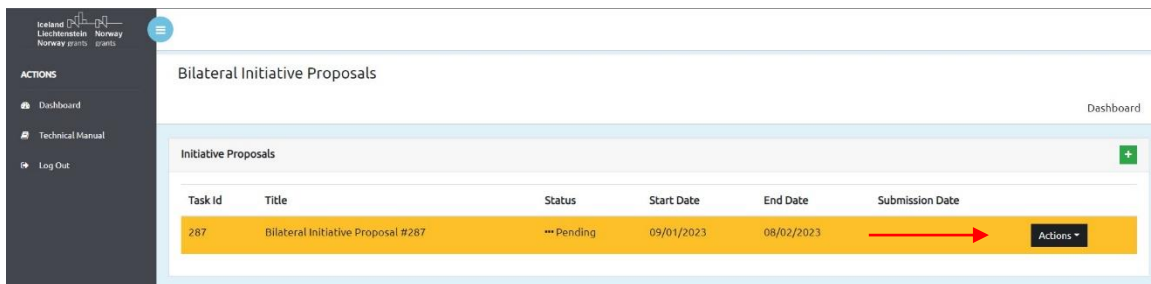 Iceland
Liechtenstein Norway
Norway grants grants
ACTIONS
Dashboard
Technical Manual
Log Out
Bilateral Initiative Proposals
Dashboard
Initiative Proposals
+
Task Id Title Status Start Date End Date Submission Date
287 Bilateral Initiative Proposal #287 ··· Pending 09/01/2023 08/02/2023 Actions